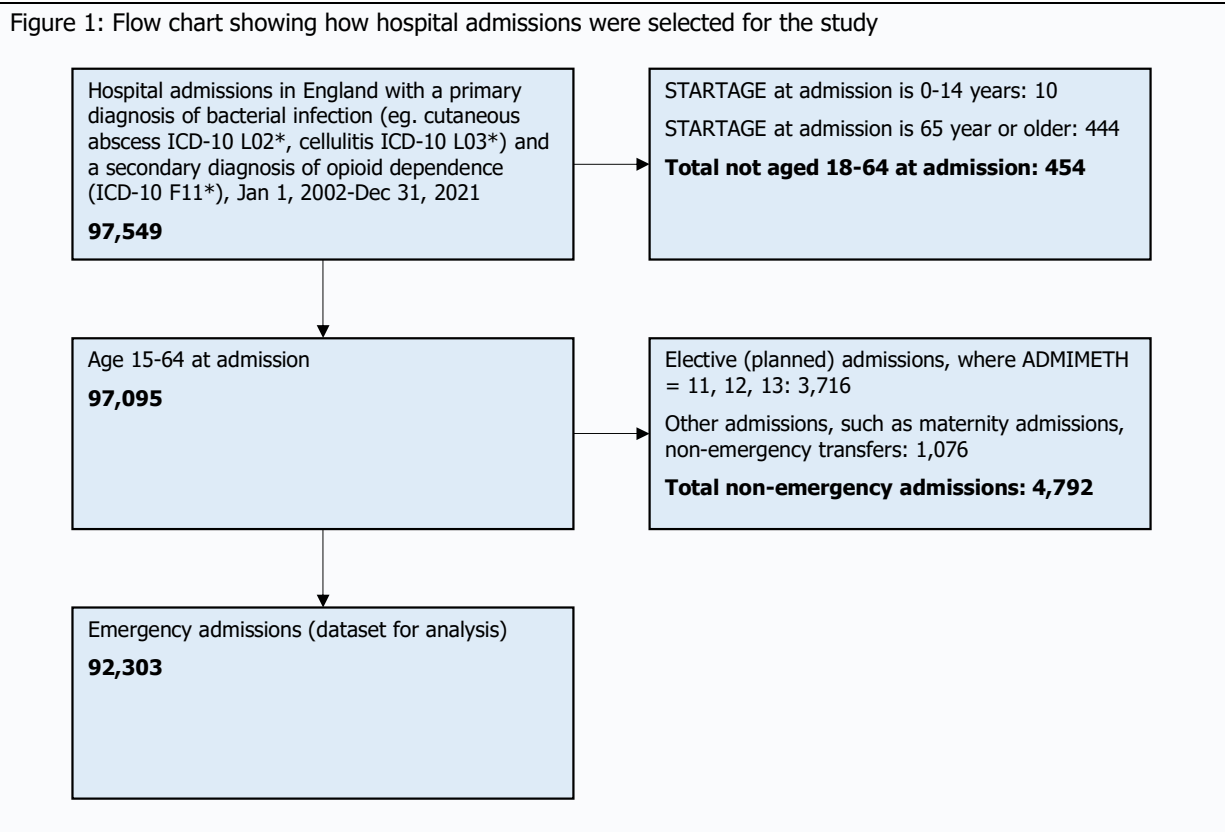 Figure 1: Flow chart showing how hospital admissions were selected for the study
Hospital admissions in England with a primary
diagnosis of bacterial infection (eg. cutaneous
abscess ICD-10 L02*, cellulitis ICD-10 L03*) and
a secondary diagnosis of opioid dependence
(ICD-10 F11*), Jan 1, 2002-Dec 31, 2021
97,549
STARTAGE at admission is 0-14 years: 10
STARTAGE at admission is 65 year or older: 444
Total not aged 18-64 at admission: 454
Age 15-64 at admission
97,095
Elective (planned) admissions, where ADMIMETH
= 11, 12, 13: 3,716
Other admissions, such as maternity admissions,
non-emergency transfers: 1,076
Total non-emergency admissions: 4,792
Emergency admissions (dataset for analysis)
92,303